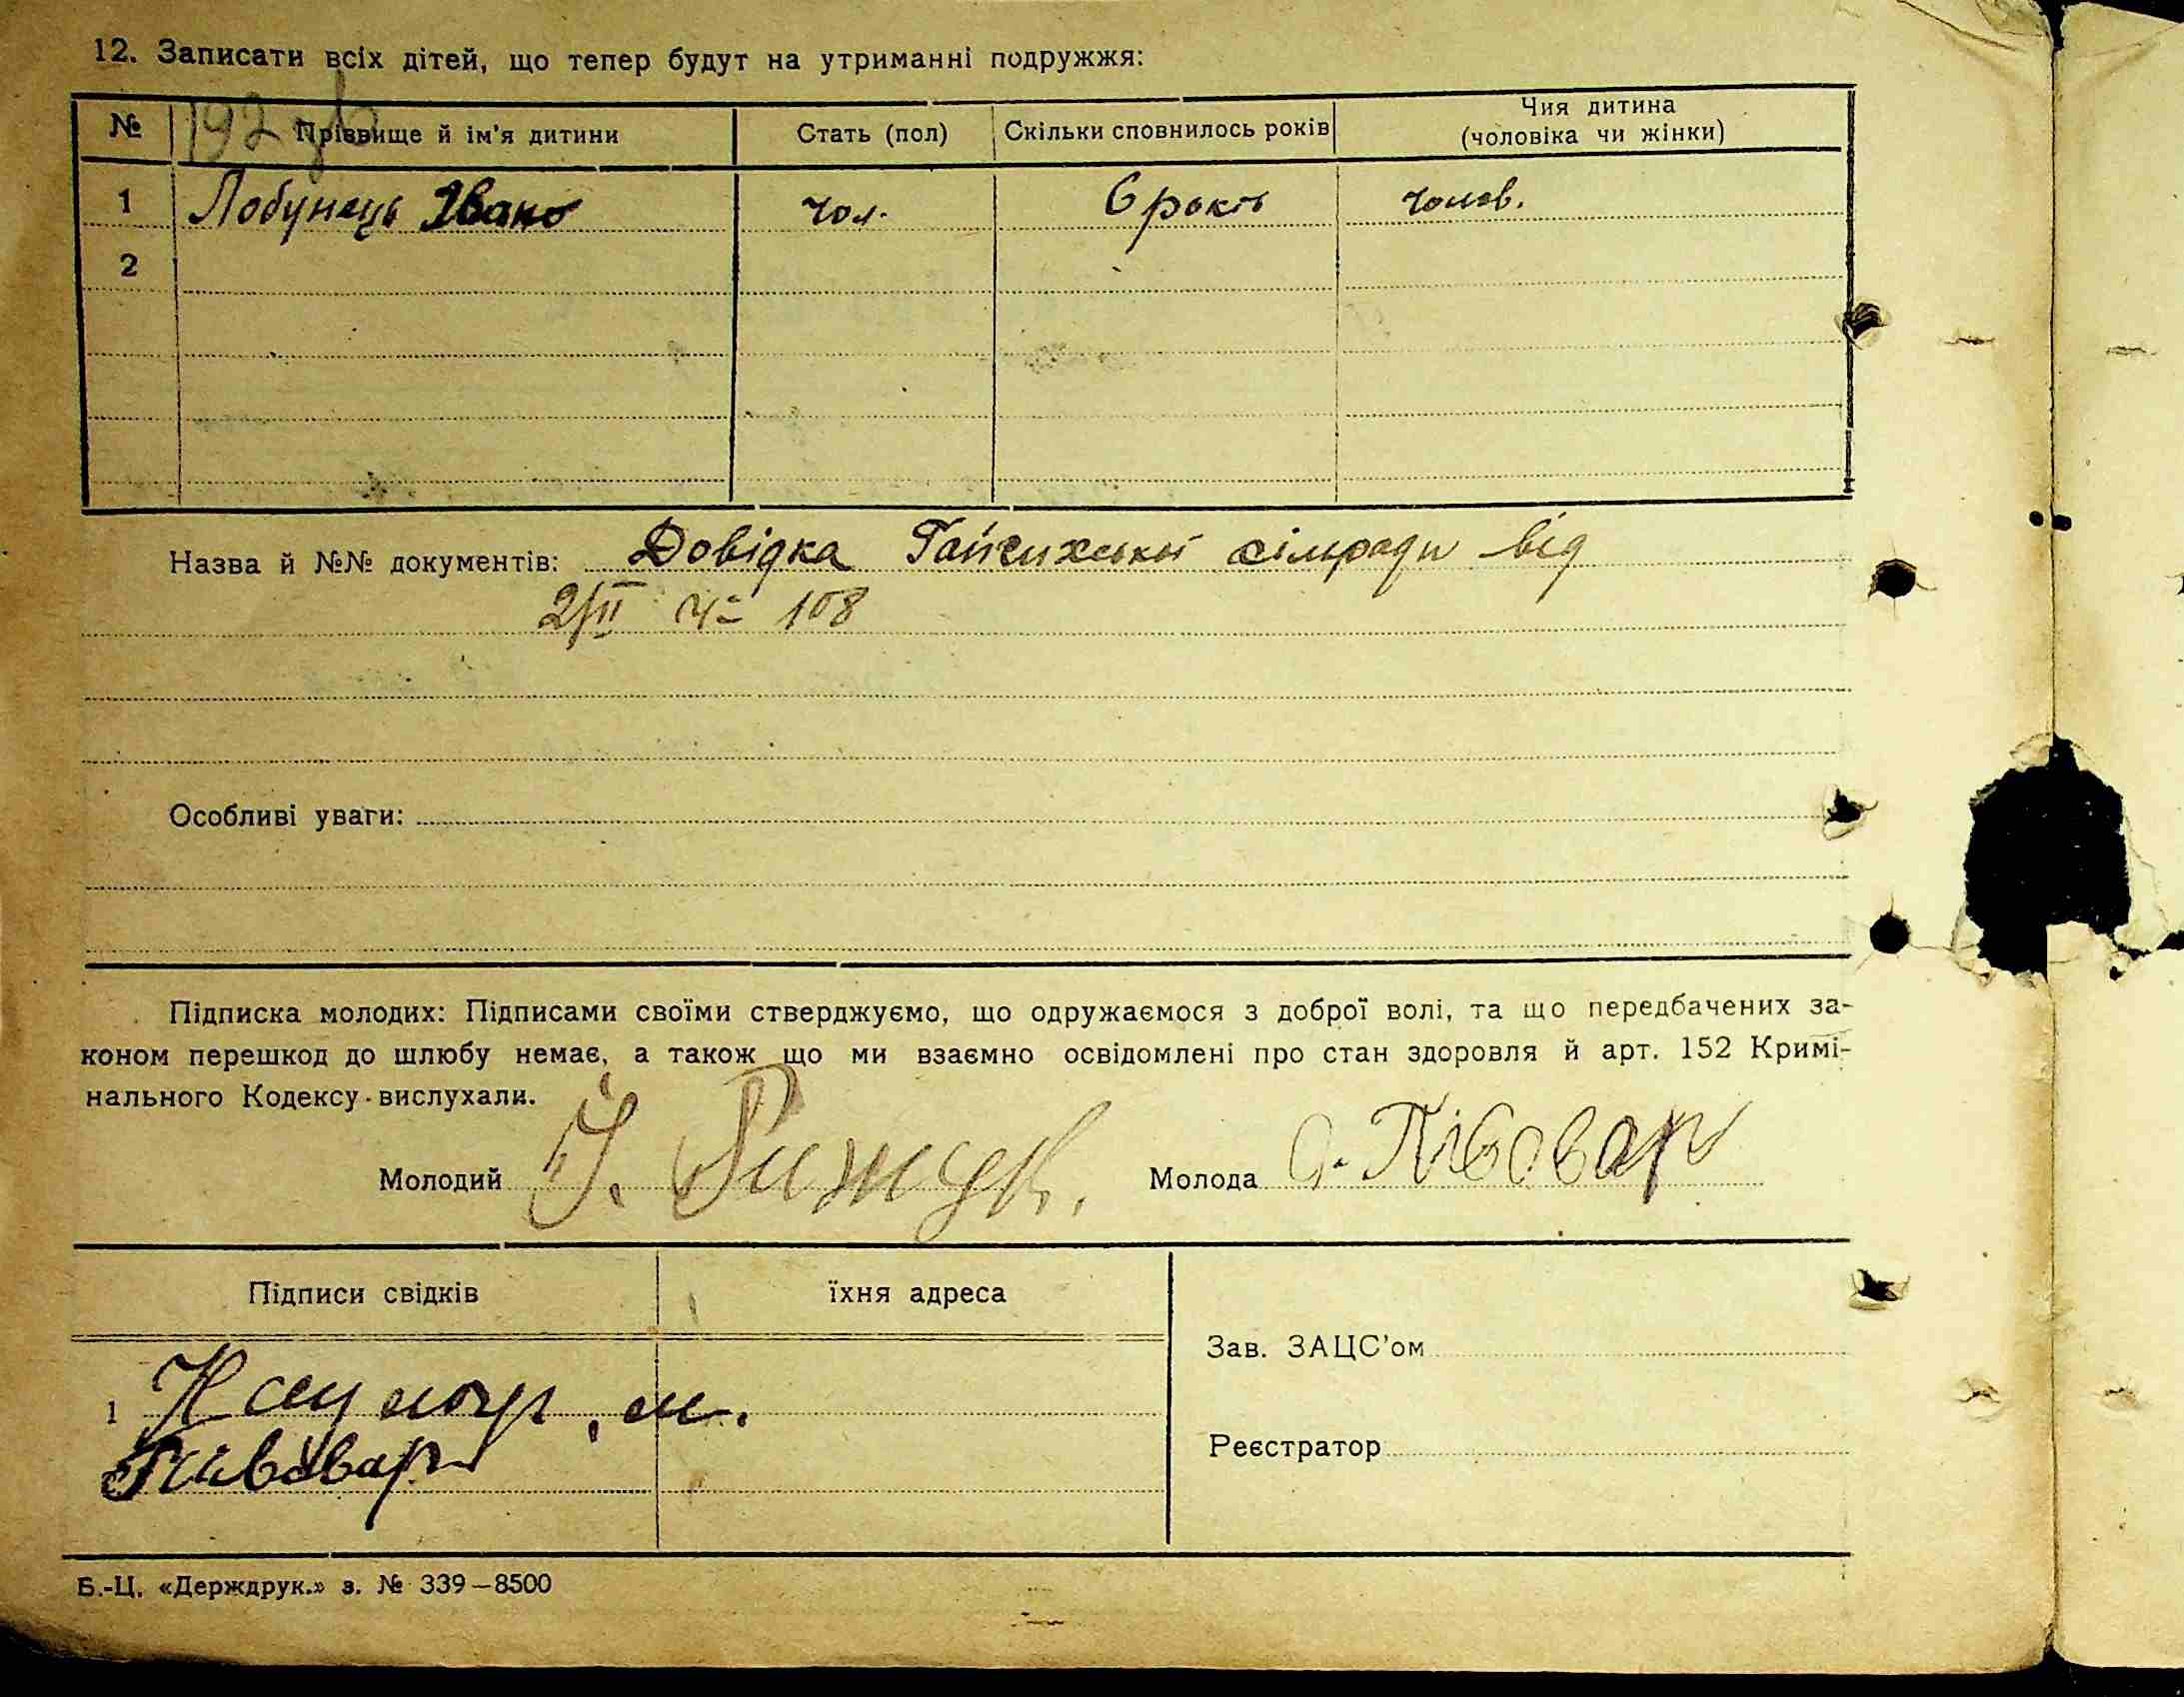 12. Записати всіх дітей, що тепер будут на утриманні подружжя:
№ Прізвище й ім'я дитини Стать (пол) Скільки сповнилось років Чия дитина (чоловіка чи жінки)
1 Лобунець Івано чол. 6 років чолов.
2
Назва й №№ документів: Довідка сільради від
2/II ч- 108
Особливі уваги:
Підписка молодих: Підписами своїми стверджуємо, що одружаємося з доброї волі, та що передбачених за-
коном перешкод до шлюбу немає, а також що ми взаємно освідомлені про стан здоровля й арт. 152 Кримі-
нального Кодексу вислухали.
Молодий Молода Півовар
Підписи свідків їхня адреса
Зав. ЗАЦС'ом
1
Реєстратор
Пивовар
Б.-Ц. «Держдрук.» з. № 339—8500